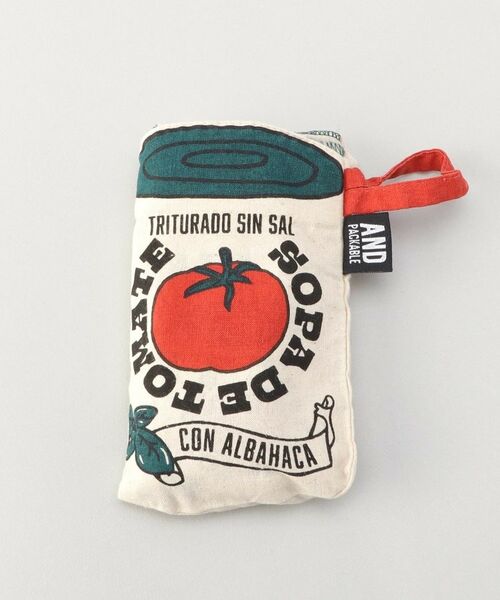 TRITURADO SIN SAL
SOPA DE TOMATE
CON ALBAHACA
AND
PACKABLE